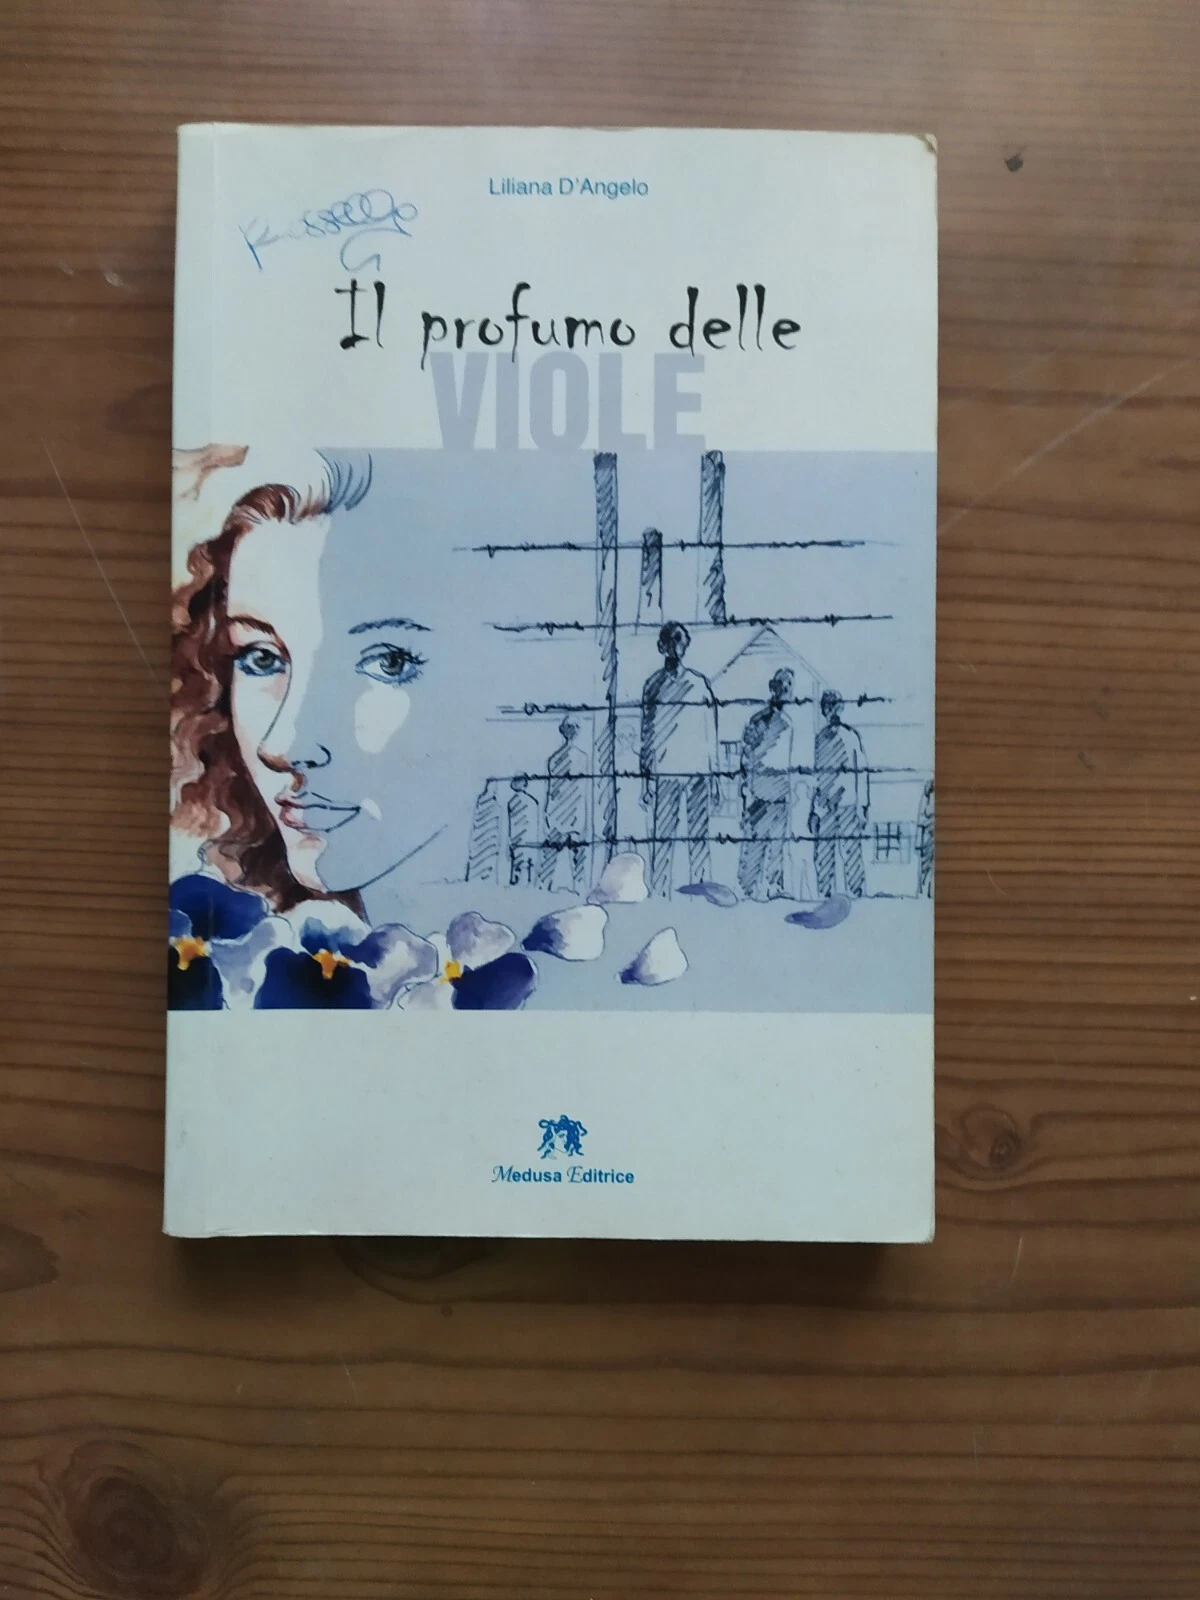 Liliana D'Angelo
Il profumo delle
VIOLE
Medusa Editrice